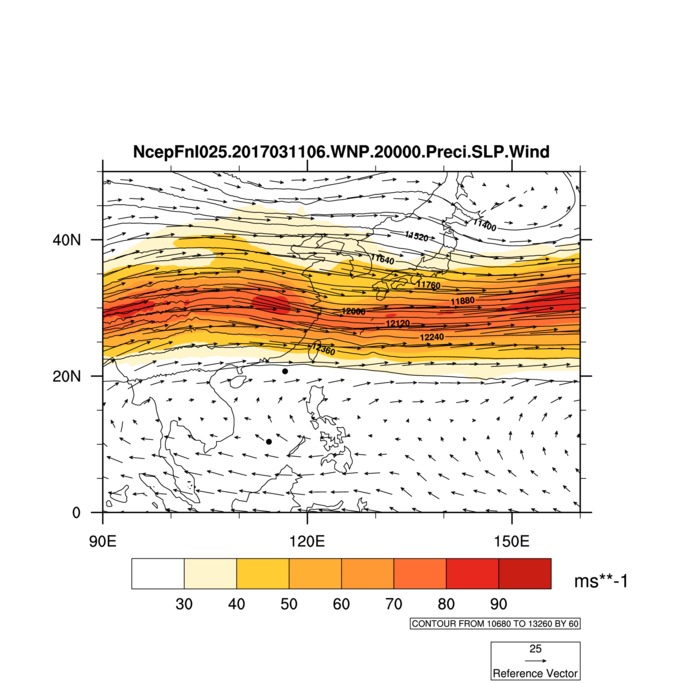 NcepFnl025.2017031106.WNP.20000.Preci.SLP.Wind
11400
11520
40N
11640
11760
11880
12000
12120
12240
12360
20N
0
90E 120E 150E
ms**-1
30 40 50 60 70 80 90
CONTOUR FROM 10680 TO 13260 BY 60
25
Reference Vector